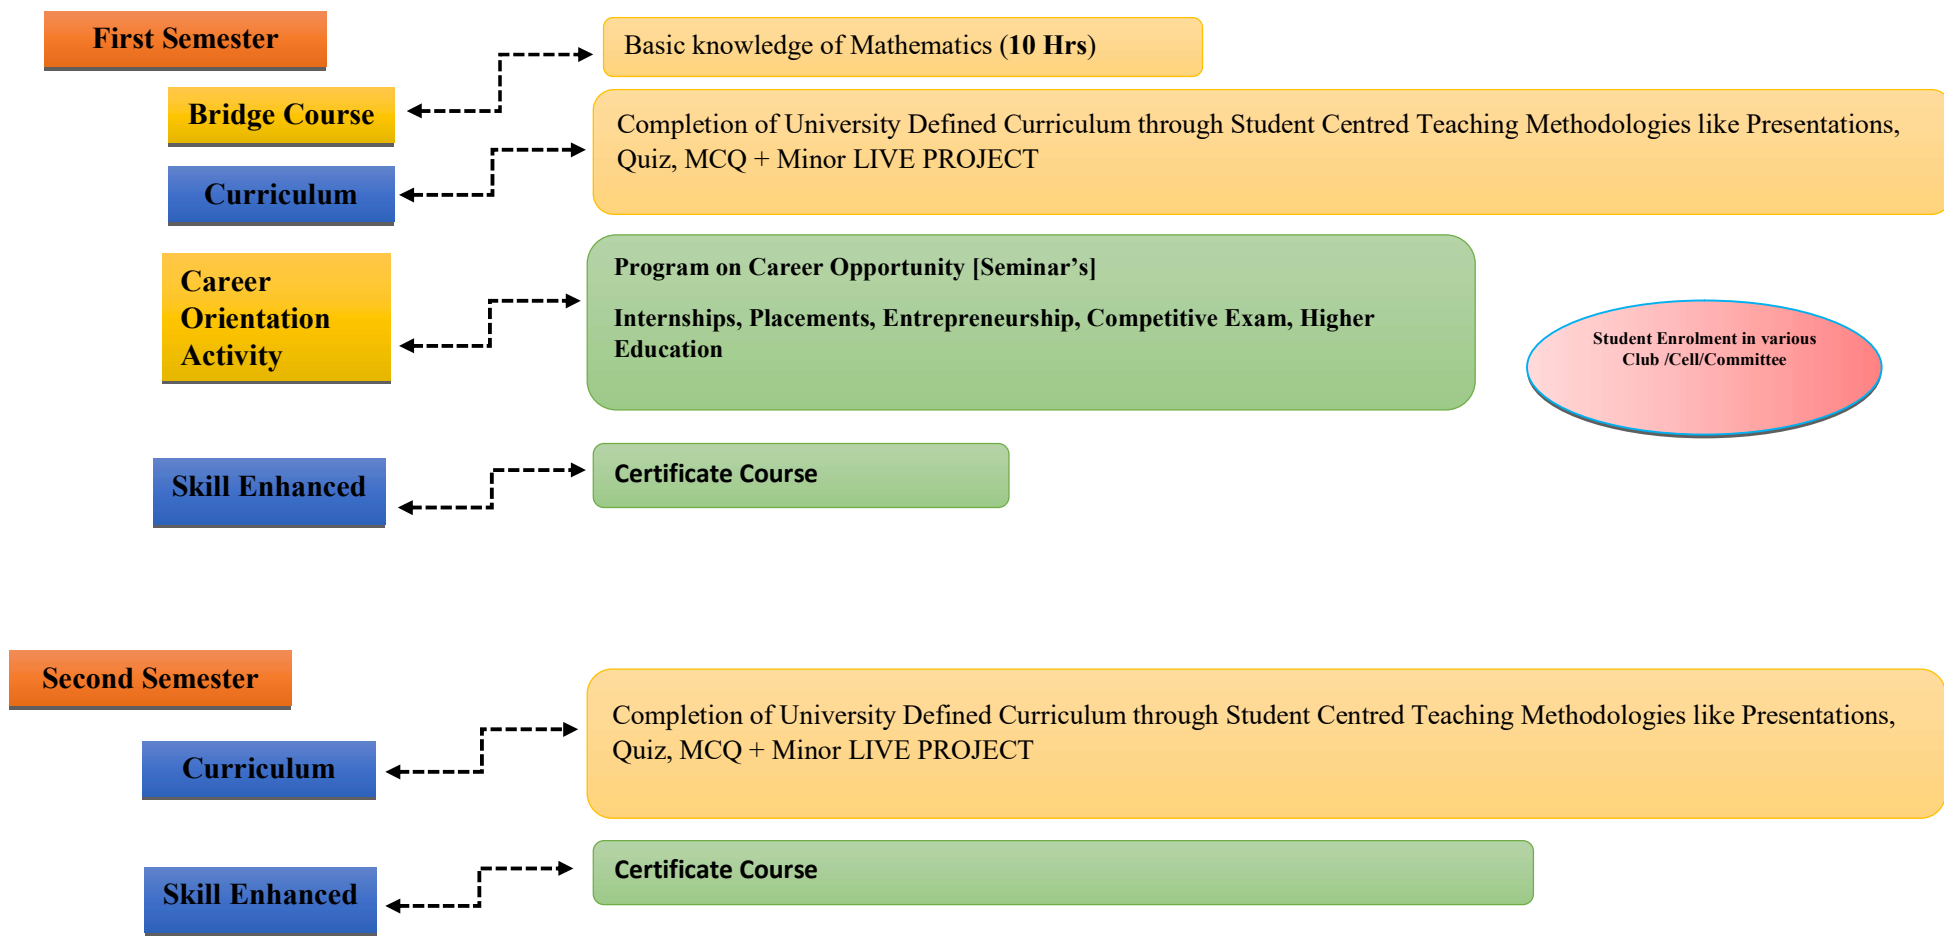 First Semester
Basic knowledge of Mathematics (10 Hrs)
Bridge Course
Completion of University Defined Curriculum through Student Centred Teaching Methodologies like Presentations,
Quiz, MCQ + Minor LIVE PROJECT
Curriculum
Career
Orientation
Activity
Program on Career Opportunity [Seminar’s]
Internships, Placements, Entrepreneurship, Competitive Exam, Higher
Education
Student Enrolment in various
Club /Cell/Committee
Skill Enhanced
Certificate Course
Second Semester
Completion of University Defined Curriculum through Student Centred Teaching Methodologies like Presentations,
Quiz, MCQ + Minor LIVE PROJECT
Curriculum
Certificate Course
Skill Enhanced